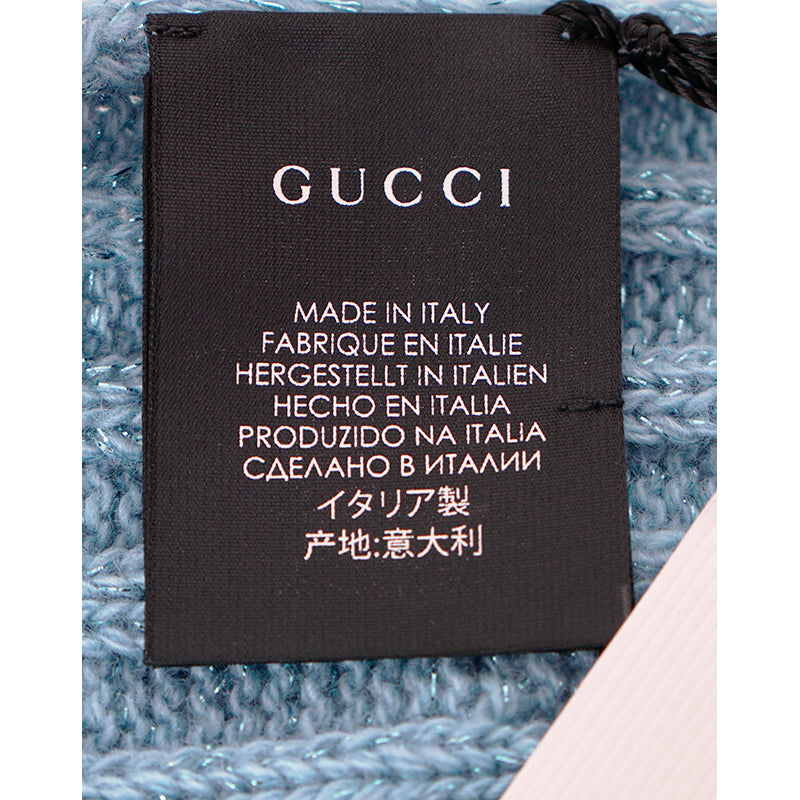 GUCCI
MADE IN ITALY
FABRIQUE EN ITALIE
HERGESTELLT IN ITALIEN
HECHO EN ITALIA
PRODUZIDO NA ITALIA
СДЕЛАНО В ИТАЛИИ
イタリア製
产地:意大利